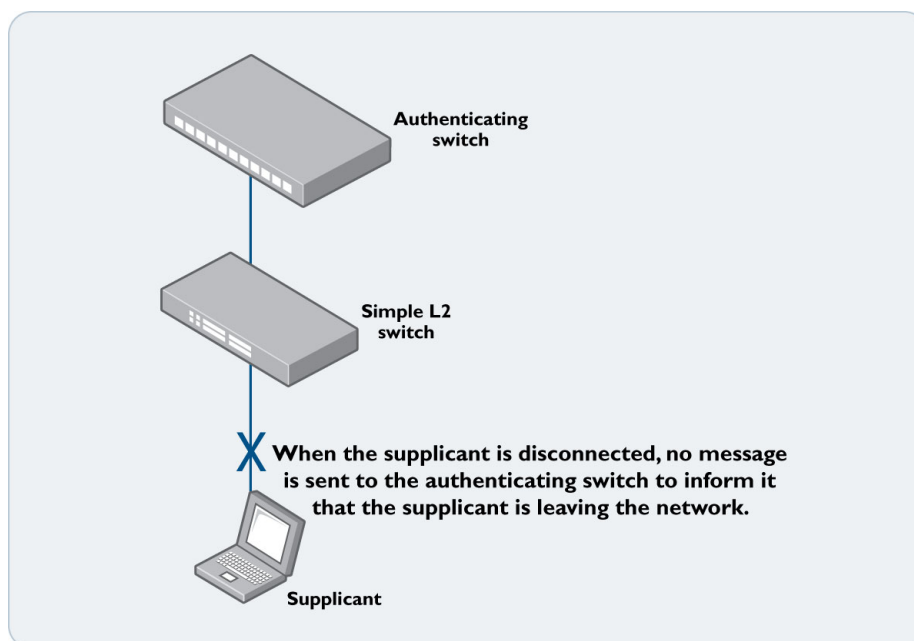 Authenticating
switch
Simple L2
switch
When the supplicant is disconnected, no message
is sent to the authenticating switch to inform it
that the supplicant is leaving the network.
Supplicant